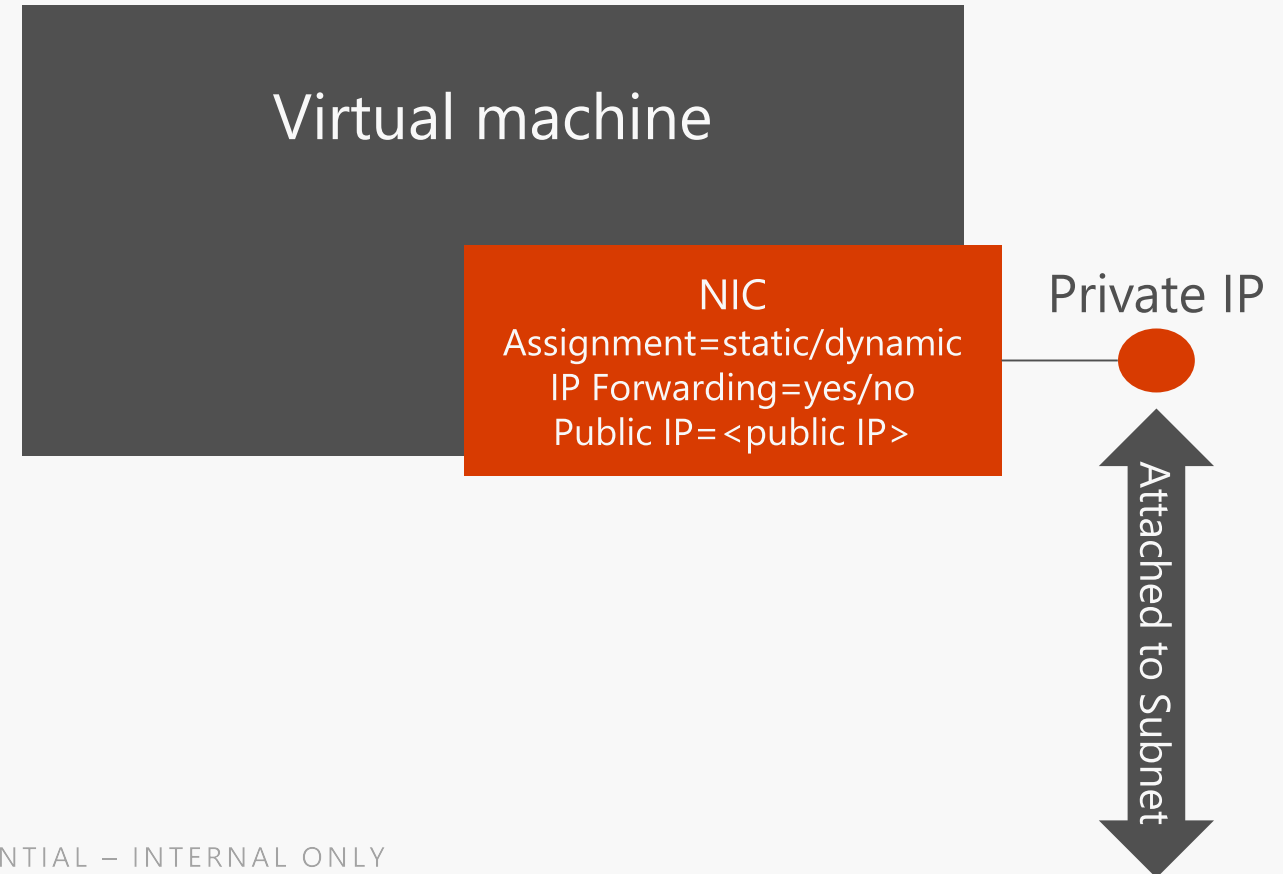 Virtual machine
NIC
Assignment=static/dynamic
IP Forwarding=yes/no
Public IP=<public IP>
Private IP
Attached to Subnet
– INTERNAL ONLY